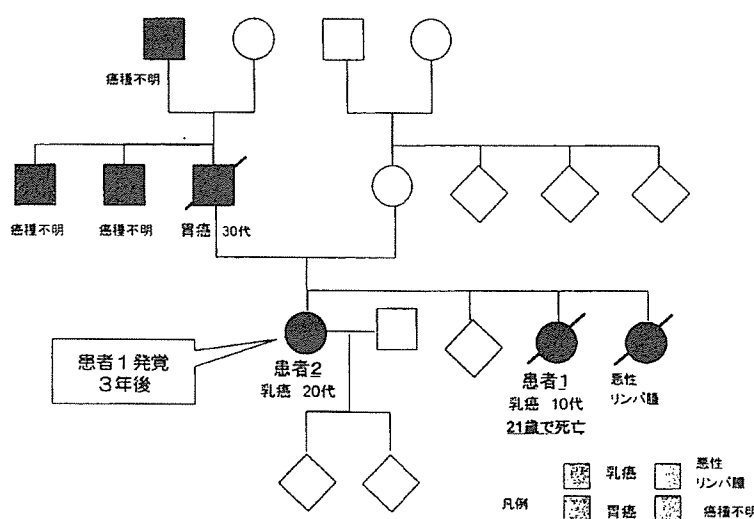 癌種不明
癌種不明
癌種不明
胃癌 30代
患者1発覚
3年後
患者2
乳癌 20代
患者1
乳癌 10代
21歳で死亡
悪性
リンパ腫
凡例
乳癌
悪性
リンパ腫
胃癌
癌種不明